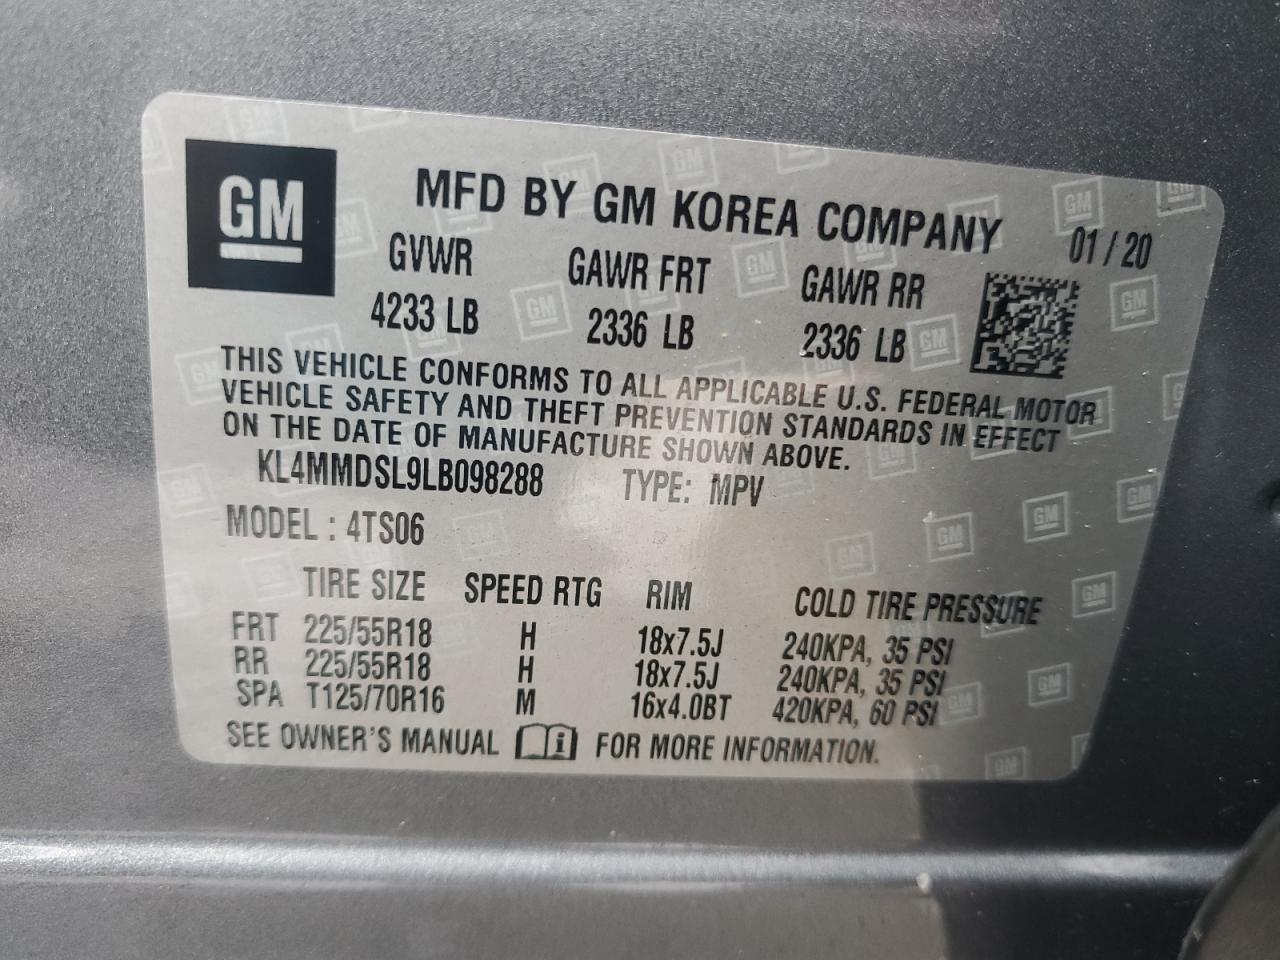 GM
MFD BY GM KOREA COMPANY 01/20
GVWR GAWR FRT GAWR RR
4233 LB 2336 LB 2336 LB
THIS VEHICLE CONFORMS TO ALL APPLICABLE U.S. FEDERAL MOTOR
VEHICLE SAFETY AND THEFT PREVENTION STANDARDS IN EFFECT
ON THE DATE OF MANUFACTURE SHOWN ABOVE.
KL4MMDSL9LB098288 TYPE: MPV
MODEL : 4TS06
TIRE SIZE SPEED RTG RIM COLD TIRE PRESSURE
FRT 225/55R18 H 18x7.5J 240KPA, 35 PSI
RR 225/55R18 H 18x7.5J 240KPA, 35 PSI
SPA T125/70R16 M 16x4.0BT 420KPA, 60 PSI
SEE OWNER'S MANUAL i FOR MORE INFORMATION.